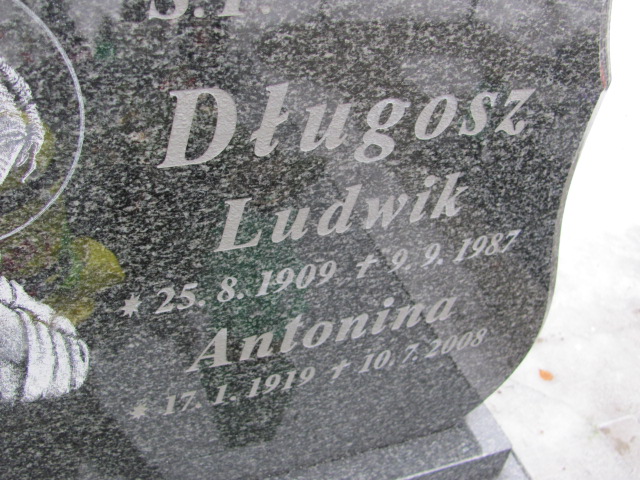 Ś.P.
Długosz
Ludwik
* 25. 8. 1909 † 9. 9. 1987
Antonina
* 17. 1. 1919 † 10. 7. 2008